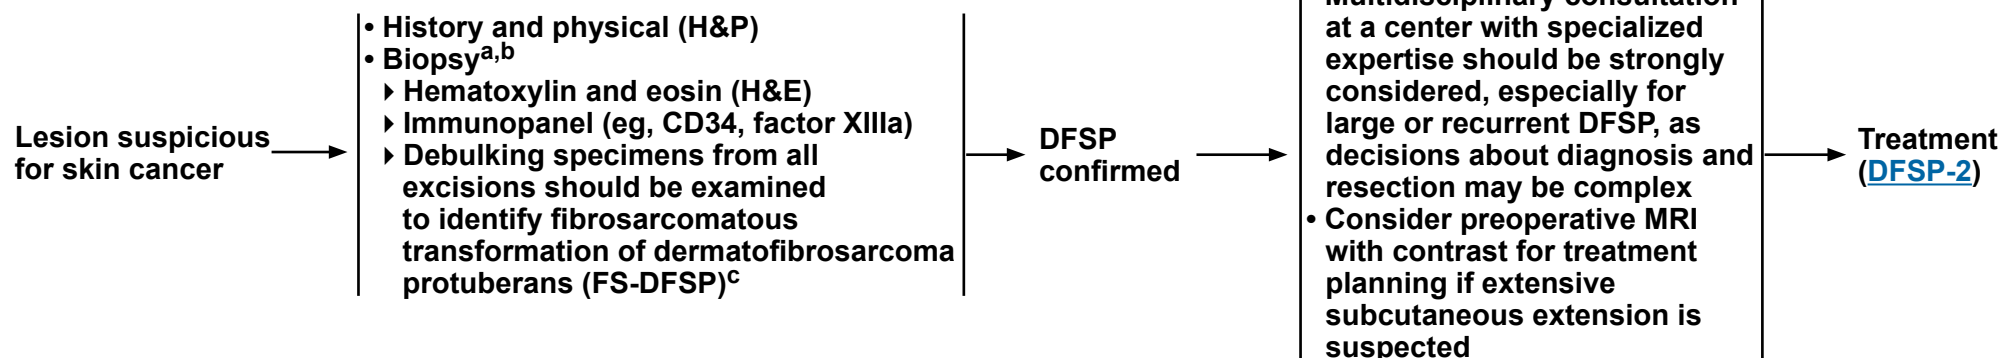 Lesion suspicious
for skin cancer
• History and physical (H&P)
• Biopsya,b
▸ Hematoxylin and eosin (H&E)
▸ Immunopanel (eg, CD34, factor XIIIa)
▸ Debulking specimens from all
excisions should be examined
to identify fibrosarcomatous
transformation of dermatofibrosarcoma
protuberans (FS-DFSP)c
DFSP
confirmed
Multidisciplinary consultation
at a center with specialized
expertise should be strongly
considered, especially for
large or recurrent DFSP, as
decisions about diagnosis and
resection may be complex
• Consider preoperative MRI
with contrast for treatment
planning if extensive
subcutaneous extension is
suspected
Treatment
(DFSP-2)